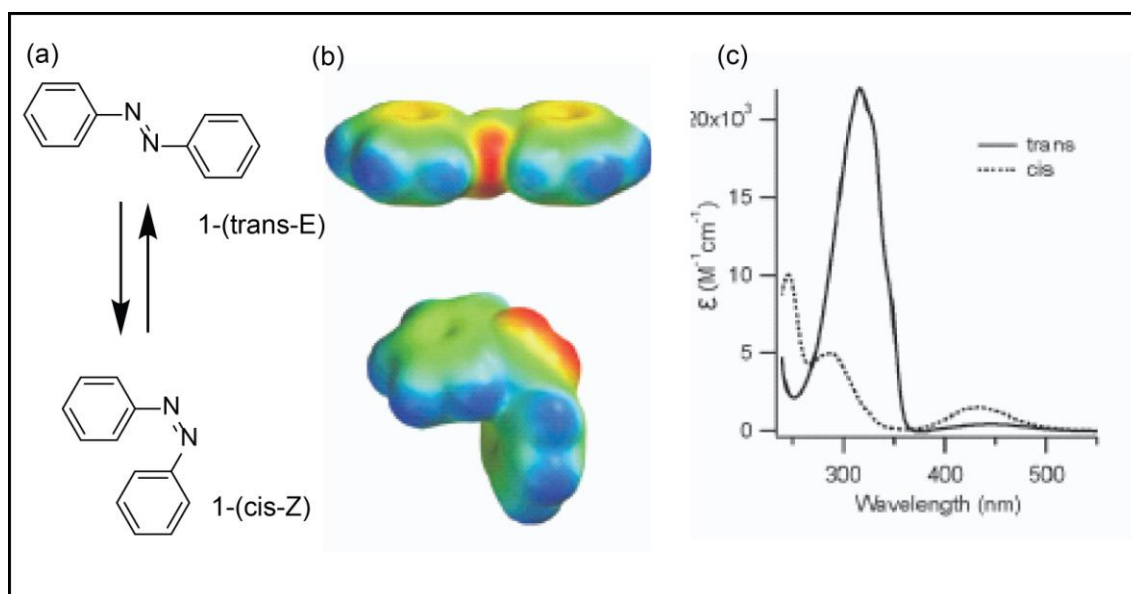 (a)
N
N
1-(trans-E)
N
N
1-(cis-Z)
(b)
(c)
20x10³
15
10
5
0
ε (M⁻¹cm⁻¹)
trans
cis
300
400
500
Wavelength (nm)